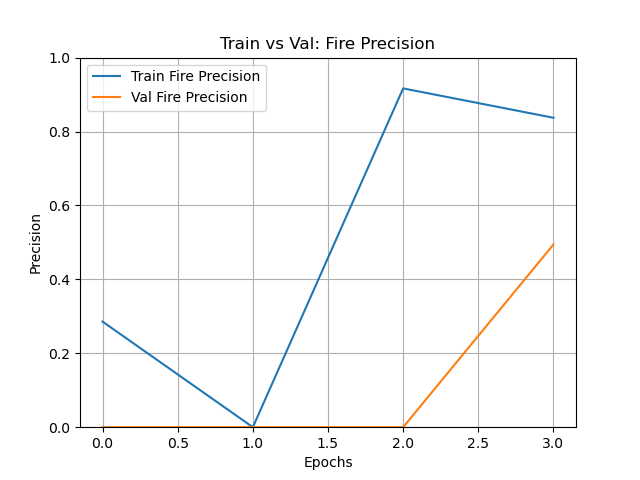 Train vs Val: Fire Precision
Train Fire Precision
Val Fire Precision
1.0
0.8
0.6
0.4
0.2
0.0
Precision
0.0 0.5 1.0 1.5 2.0 2.5 3.0
Epochs